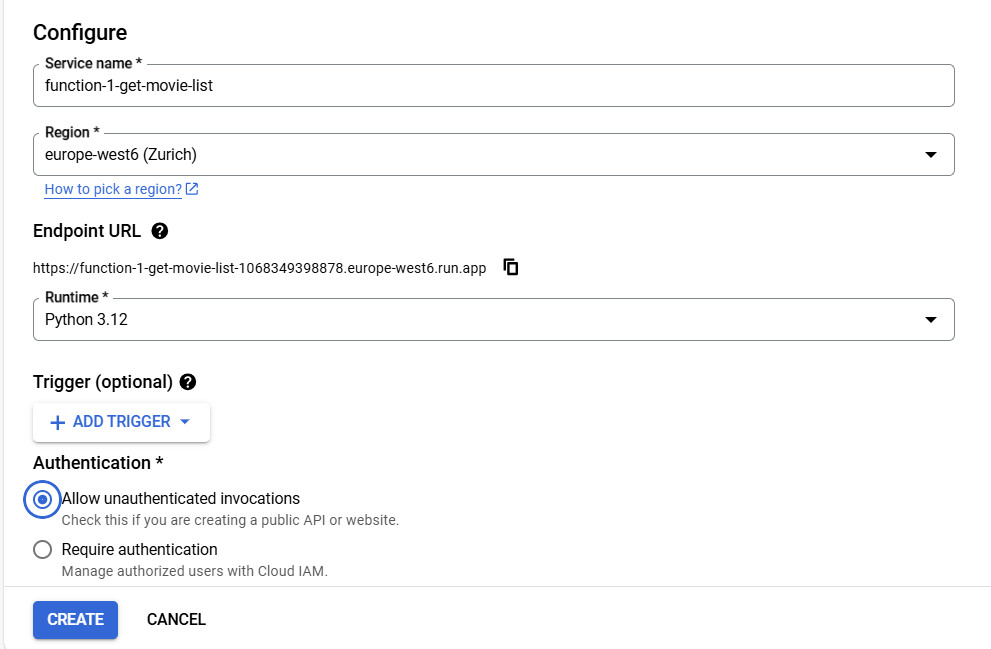 Configure
Service name *
function-1-get-movie-list
Region *
europe-west6 (Zurich)
How to pick a region?
Endpoint URL
https://function-1-get-movie-list-1068349398878.europe-west6.run.app
Runtime *
Python 3.12
Trigger (optional)
ADD TRIGGER
Authentication *
Allow unauthenticated invocations
Check this if you are creating a public API or website.
Require authentication
Manage authorized users with Cloud IAM.
CREATE CANCEL